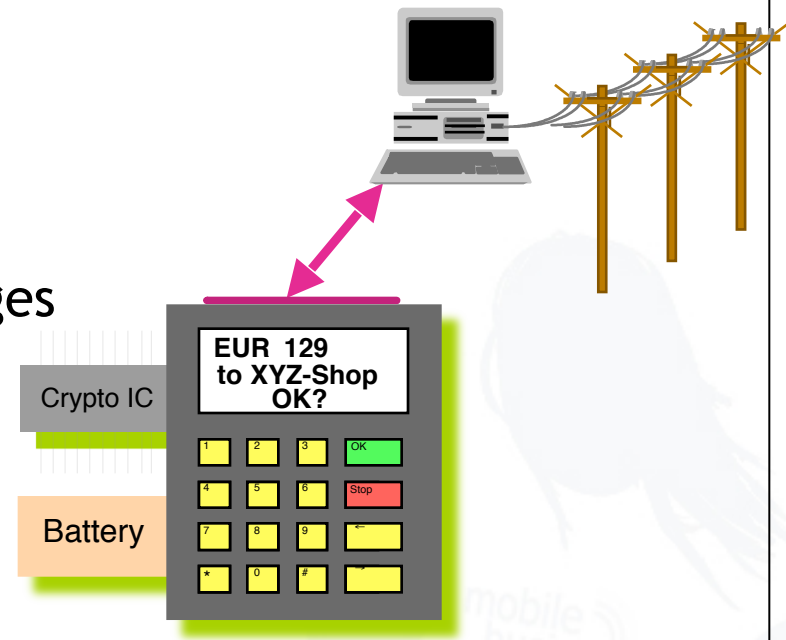 ges
EUR 129
to XYZ-Shop
OK?
Crypto IC
Battery
1 2 3 OK
4 5 6 Stop
7 8 9 ←
* 0 # →
mobile